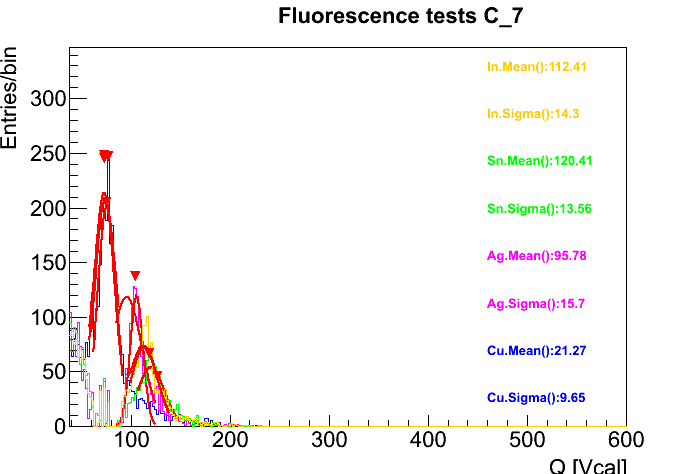 Fluorescence tests C_7
Entries/bin
300
250
200
150
100
50
0
100
200
300
400
500
600
Q [Vcal]
In.Mean():112.41
In.Sigma():14.3
Sn.Mean():120.41
Sn.Sigma():13.56
Ag.Mean():95.78
Ag.Sigma():15.7
Cu.Mean():21.27
Cu.Sigma():9.65